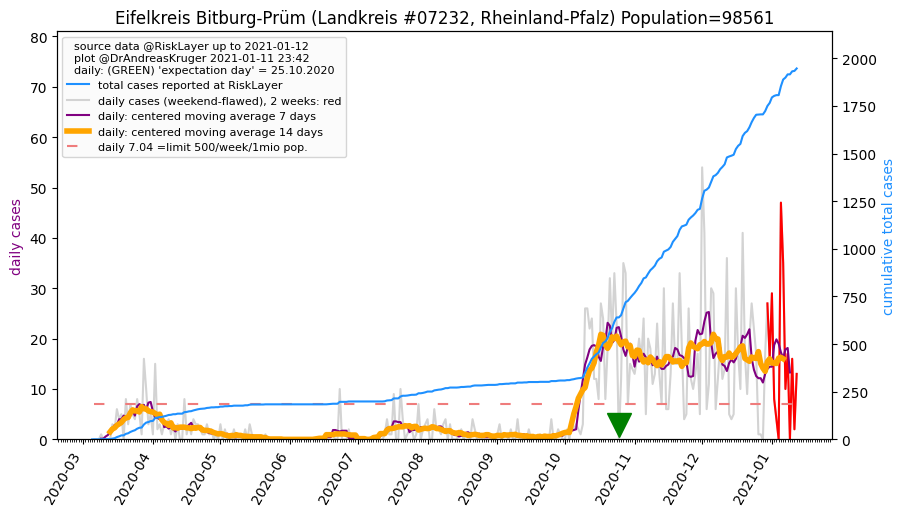 Eifelkreis Bitburg-Prüm (Landkreis #07232, Rheinland-Pfalz) Population=98561
source data @RiskLayer up to 2021-01-12
plot @DrAndreasKruger 2021-01-11 23:42
daily: (GREEN) 'expectation day' = 25.10.2020
total cases reported at RiskLayer
daily cases (weekend-flawed), 2 weeks: red
daily: centered moving average 7 days
daily: centered moving average 14 days
daily 7.04 =limit 500/week/1mio pop.
daily cases
80
70
60
50
40
30
20
10
0
cumulative total cases
2000
1750
1500
1250
1000
750
500
250
0
2020-03
2020-04
2020-05
2020-06
2020-07
2020-08
2020-09
2020-10
2020-11
2020-12
2021-01